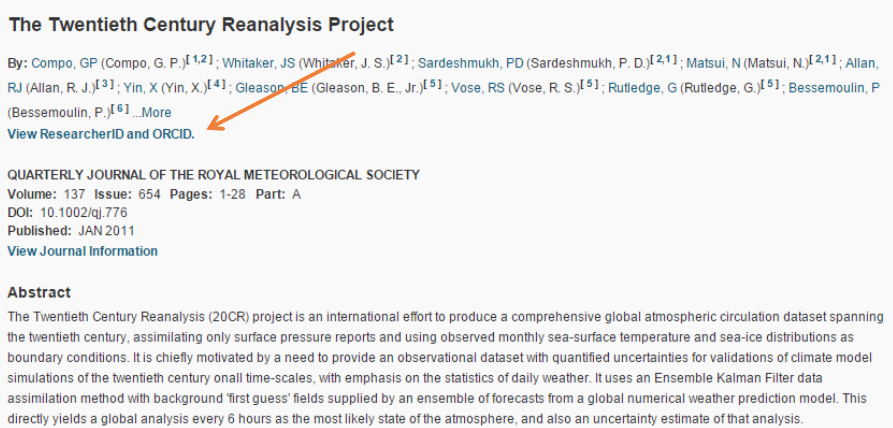 The Twentieth Century Reanalysis Project
By: Compo, GP (Compo, G. P.)[ 1,2 ] ; Whitaker, JS (Whitaker, J. S.)[ 2 ] ; Sardeshmukh, PD (Sardeshmukh, P. D.)[ 2,1 ] ; Matsui, N (Matsui, N.)[ 2,1 ] ; Allan,
RJ (Allan, R. J.)[ 3 ] ; Yin, X (Yin, X.)[ 4 ] ; Gleason, BE (Gleason, B. E., Jr.)[ 5 ] ; Vose, RS (Vose, R. S.)[ 5 ] ; Rutledge, G (Rutledge, G.)[ 5 ] ; Bessemoulin, P
(Bessemoulin, P.)[ 6 ] ...More
View ResearcherID and ORCID.
QUARTERLY JOURNAL OF THE ROYAL METEOROLOGICAL SOCIETY
Volume: 137 Issue: 654 Pages: 1-28 Part: A
DOI: 10.1002/qj.776
Published: JAN 2011
View Journal Information
Abstract
The Twentieth Century Reanalysis (20CR) project is an international effort to produce a comprehensive global atmospheric circulation dataset spanning
the twentieth century, assimilating only surface pressure reports and using observed monthly sea-surface temperature and sea-ice distributions as
boundary conditions. It is chiefly motivated by a need to provide an observational dataset with quantified uncertainties for validations of climate model
simulations of the twentieth century onall time-scales, with emphasis on the statistics of daily weather. It uses an Ensemble Kalman Filter data
assimilation method with background 'first guess' fields supplied by an ensemble of forecasts from a global numerical weather prediction model. This
directly yields a global analysis every 6 hours as the most likely state of the atmosphere, and also an uncertainty estimate of that analysis.